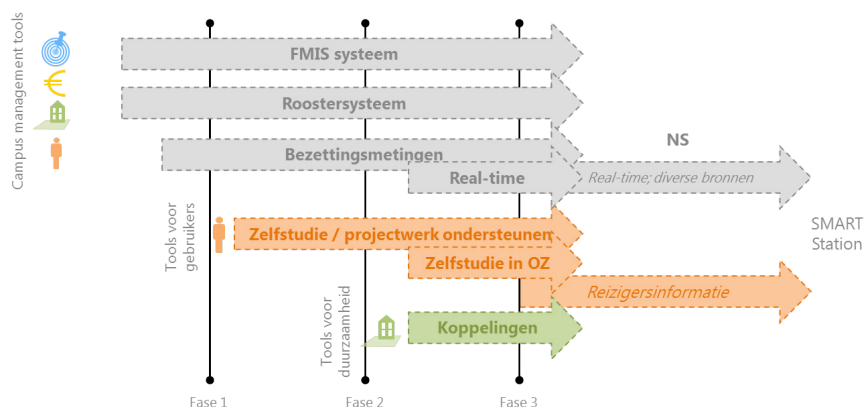 Campus management tools
FMIS systeem
Roostersysteem
Bezettingsmetingen
NS
Real-time
Real-time; diverse bronnen
Tools voor
gebruikers
Zelfstudie / projectwerk ondersteunen
SMART
Station
Zelfstudie in OZ
Reizigersinformatie
Tools voor
duurzaamheid
Koppelingen
Fase 1
Fase 2
Fase 3